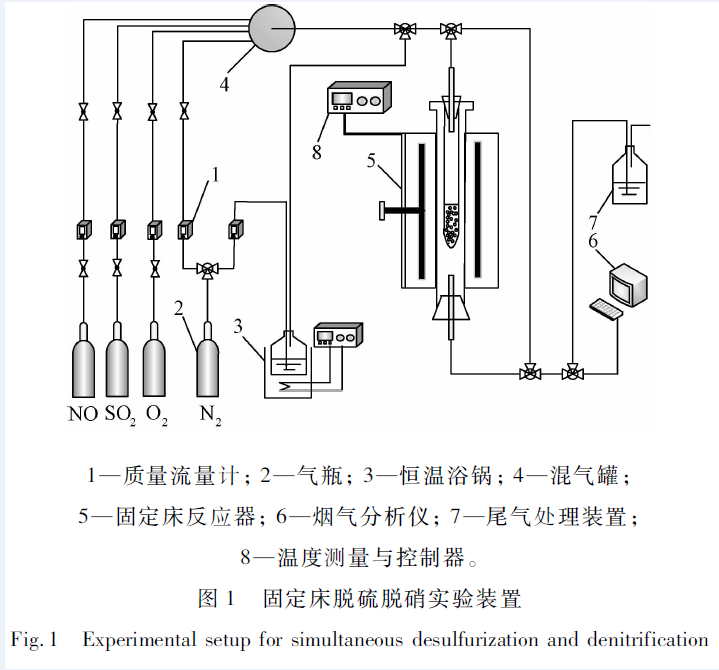 4
8
5
1
7
6
2
3
NO SO₂ O₂ N₂
1—质量流量计；2—气瓶；3—恒温浴锅；4—混气罐；
5—固定床反应器；6—烟气分析仪；7—尾气处理装置；
8—温度测量与控制器。
图 1 固定床脱硫脱硝实验装置
Fig. 1 Experimental setup for simultaneous desulfurization and denitrification